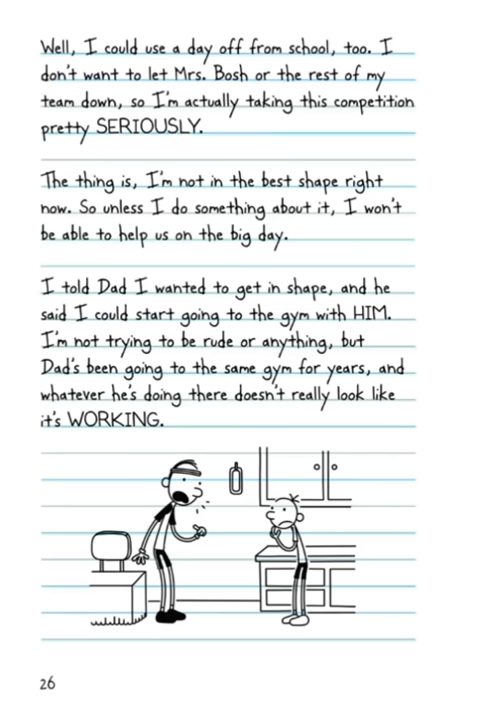 Well, I could use a day off from school, too. I
don't want to let Mrs. Bosh or the rest of my
team down, so I'm actually taking this competition
pretty SERIOUSLY.
The thing is, I'm not in the best shape right
now. So unless I do something about it, I won't
be able to help us on the big day.
I told Dad I wanted to get in shape, and he
said I could start going to the gym with HIM.
I'm not trying to be rude or anything, but
Dad's been going to the same gym for years, and
whatever he's doing there doesn't really look like
it's WORKING.
26